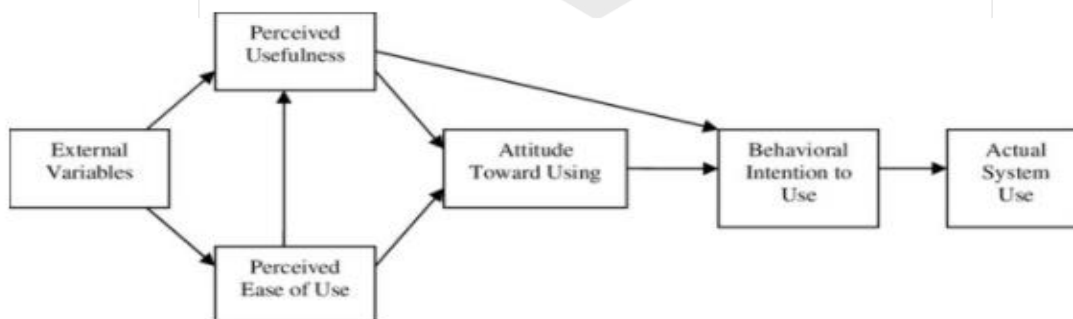 Perceived
Usefulness
External
Variables
Attitude
Toward Using
Behavioral
Intention to
Use
Actual
System
Use
Perceived
Ease of Use